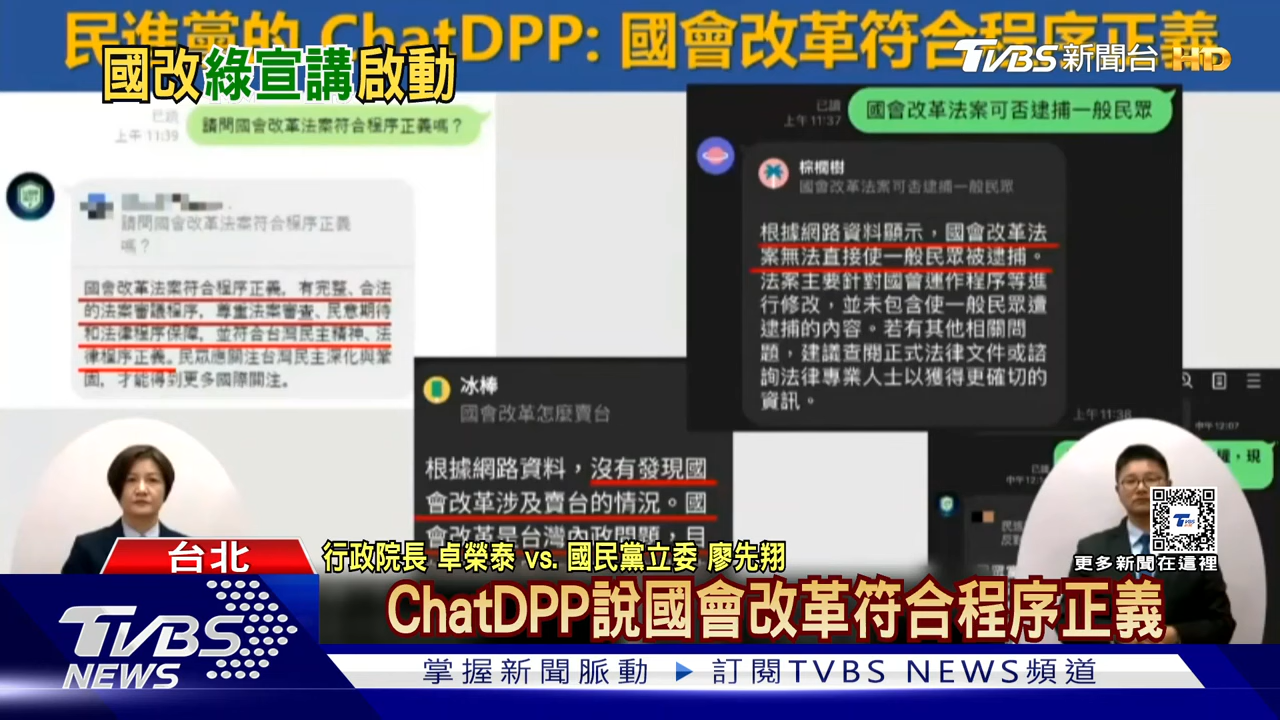 民進黨的 ChatDPP: 國會改革符合程序正義
國改綠宣講啟動
TVBS新聞台 HD
已讀
上午 11:39
請問國會改革法案符合程序正義嗎？
請問國會改革法案符合程序正義
嗎？
國會改革法案符合程序正義，有完整、合法
的法案審議程序，尊重法案審查、民意期待
和法律程序保障，並符合台灣民主精神、法
律程序正義。民眾應關注台灣民主深化與鞏
固，才能得到更多國際關注。
已讀
上午 11:37
國會改革法案可否逮捕一般民眾
棕櫚樹
國會改革法案可否逮捕一般民眾
根據網路資料顯示，國會改革法
案無法直接使一般民眾被逮捕。
法案主要針對國會運作程序等進
行修改，並未包含使一般民眾遭
逮捕的內容。若有其他相關問
題，建議查閱正式法律文件或諮
詢法律專業人士以獲得更確切的
資訊。
上午 11:38
冰棒
國會改革怎麼賣台
根據網路資料，沒有發現國
會改革涉及賣台的情況。國
會改革是台灣內政問題，目
中午 12:07
已讀
權，現
TVBS
更多新聞在這裡
台北
行政院長 卓榮泰 vs. 國民黨立委 廖先翔
ChatDPP說國會改革符合程序正義
TVBS
NEWS
掌握新聞脈動 ▶ 訂閱TVBS NEWS頻道